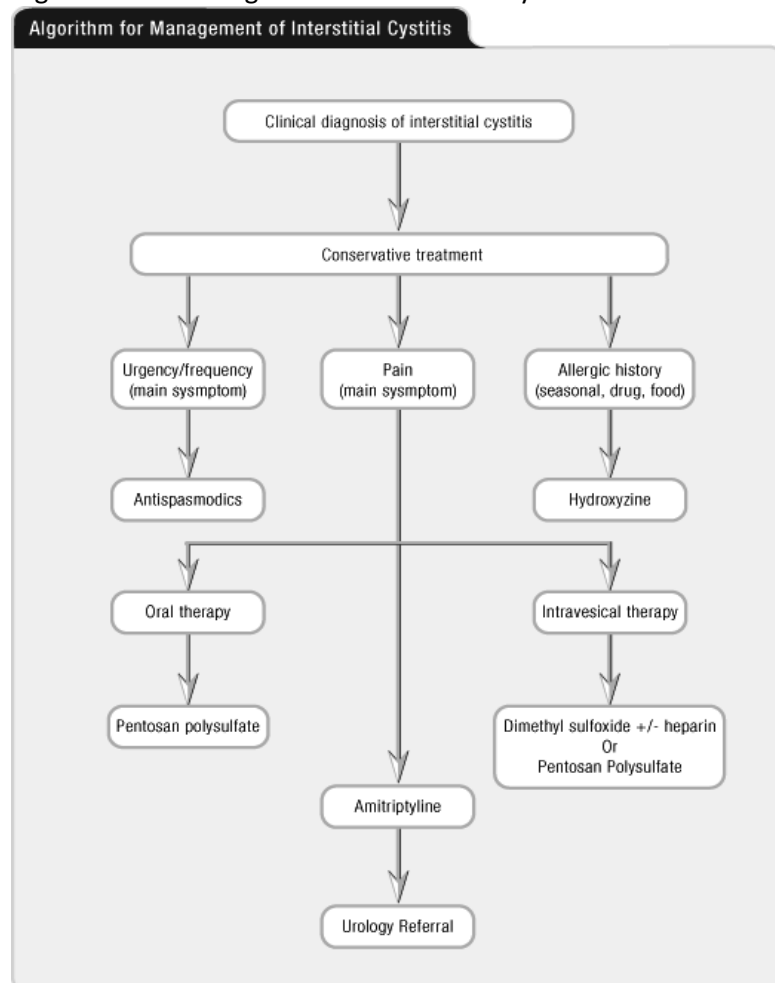 Algorithm for Management of Interstitial Cystitis
Clinical diagnosis of interstitial cystitis
Conservative treatment
Urgency/frequency
(main sysmptom)
Pain
(main sysmptom)
Allergic history
(seasonal, drug, food)
Antispasmodics
Hydroxyzine
Oral therapy
Intravesical therapy
Pentosan polysulfate
Dimethyl sulfoxide +/- heparin
Or
Pentosan Polysulfate
Amitriptyline
Urology Referral